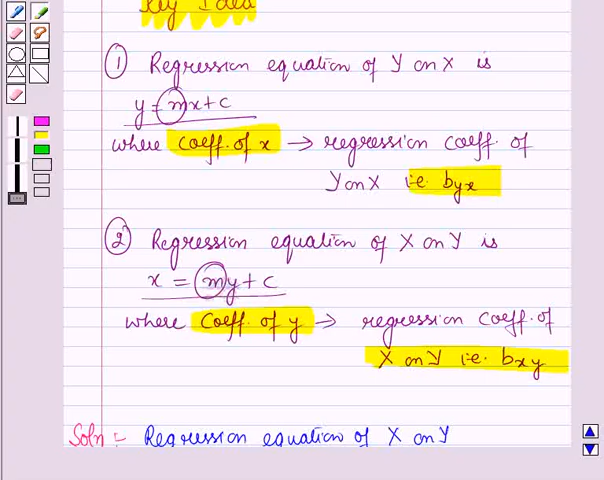 Key Idea
① Regression equation of Y on X is
y = mx + c
where coeff. of x → regression coeff. of
Y on X i.e. byx
② Regression equation of X on Y is
x = my + c
where coeff. of y → regression coeff. of
X on Y i.e. bxy
Soln :- Regression equation of X on Y